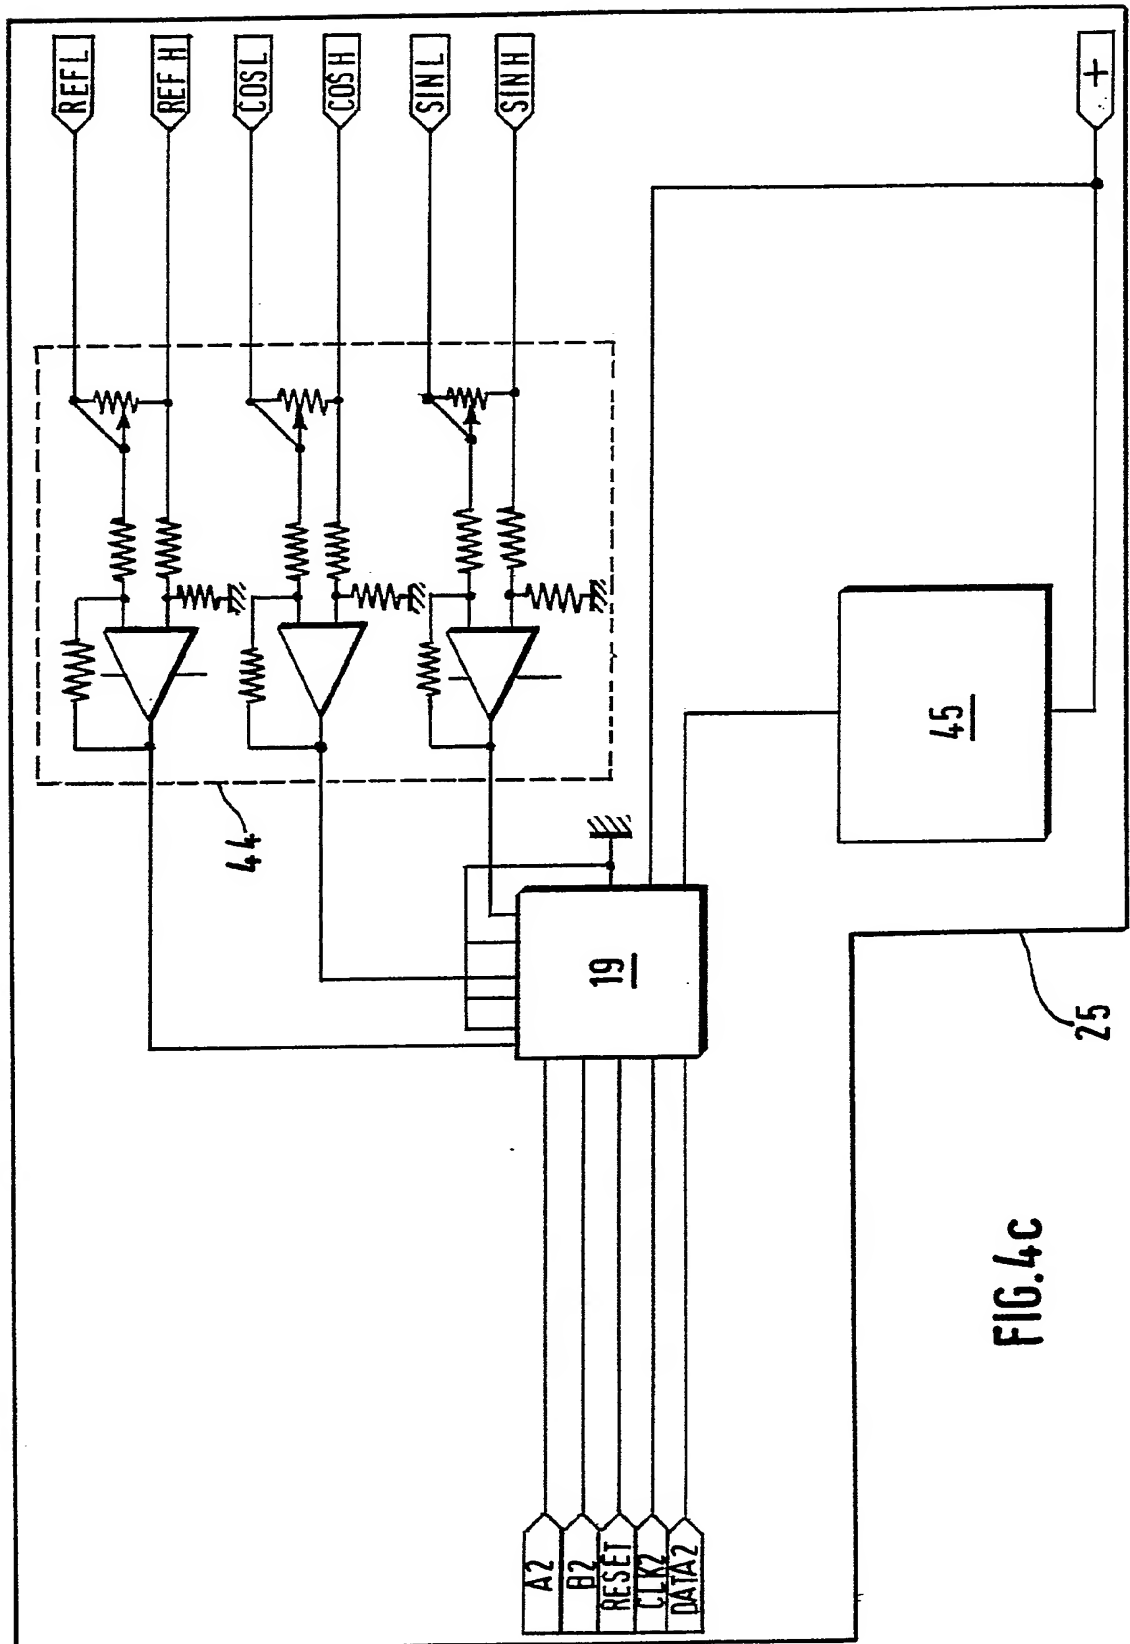 REF L
REF H
COS L
COS H
SIN L
SIN H
+
44
19
45
25
A2
B2
RESET
CLK2
DATA2
FIG.4c